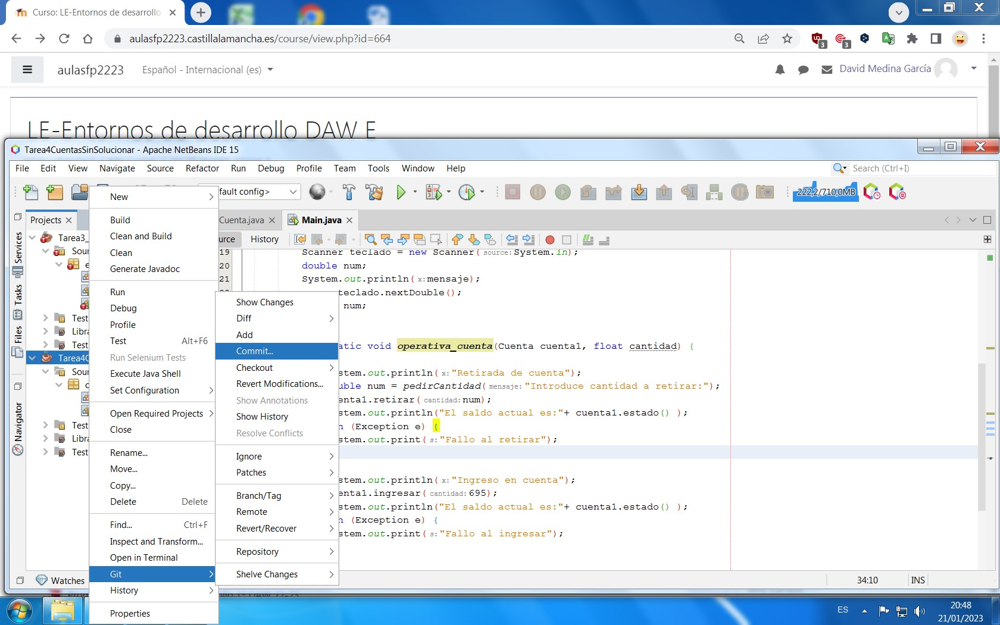 Curso: LE-Entornos de desarrollo
aulasfp2223.castillalamancha.es/course/view.php?id=664
3
3
aulasfp2223
Español - Internacional (es)
David Medina García
LE-Entornos de desarrollo DAW E
Tarea4CuentasSinSolucionar - Apache NetBeans IDE 15
File Edit View Navigate Source Refactor Run Debug Profile Team Tools Window Help
Search (Ctrl+I)
fault config>
222,2/710,0MB
Projects
Cuenta.java
Main.java
urce
History
Services
Tasks
Files
Navigator
Tarea3_
Sour
e
Test
Libra
Test
Tarea4C
Sour
c
Test
Libra
Test
Watches
New
Build
Clean and Build
Clean
Generate Javadoc
Run
Debug
Profile
Test Alt+F6
Run Selenium Tests
Execute Java Shell
Set Configuration
Open Required Projects
Close
Rename...
Move...
Copy...
Delete Delete
Find... Ctrl+F
Inspect and Transform...
Open in Terminal
Git
History
Properties
Show Changes
Diff
Add
Commit...
Checkout
Revert Modifications...
Show Annotations
Show History
Resolve Conflicts
Ignore
Patches
Branch/Tag
Remote
Revert/Recover
Repository
Shelve Changes
19 Scanner teclado = new Scanner( source: System.in);
20 double num;
21 System.out.println( x: mensaje);
teclado.nextDouble();
num;
atic void operativa_cuenta(Cuenta cuenta1, float cantidad) {
stem.out.println( x: "Retirada de cuenta");
uble num = pedirCantidad( mensaje: "Introduce cantidad a retirar:");
enta1.retirar( cantidad: num);
stem.out.println("El saldo actual es:"+ cuenta1.estado() );
h (Exception e) {
stem.out.print( s: "Fallo al retirar");
stem.out.println( x: "Ingreso en cuenta");
enta1.ingresar( cantidad: 695);
stem.out.println("El saldo actual es:"+ cuenta1.estado() );
h (Exception e) {
stem.out.print( s: "Fallo al ingresar");
34:10
INS
ES
20:48
21/01/2023